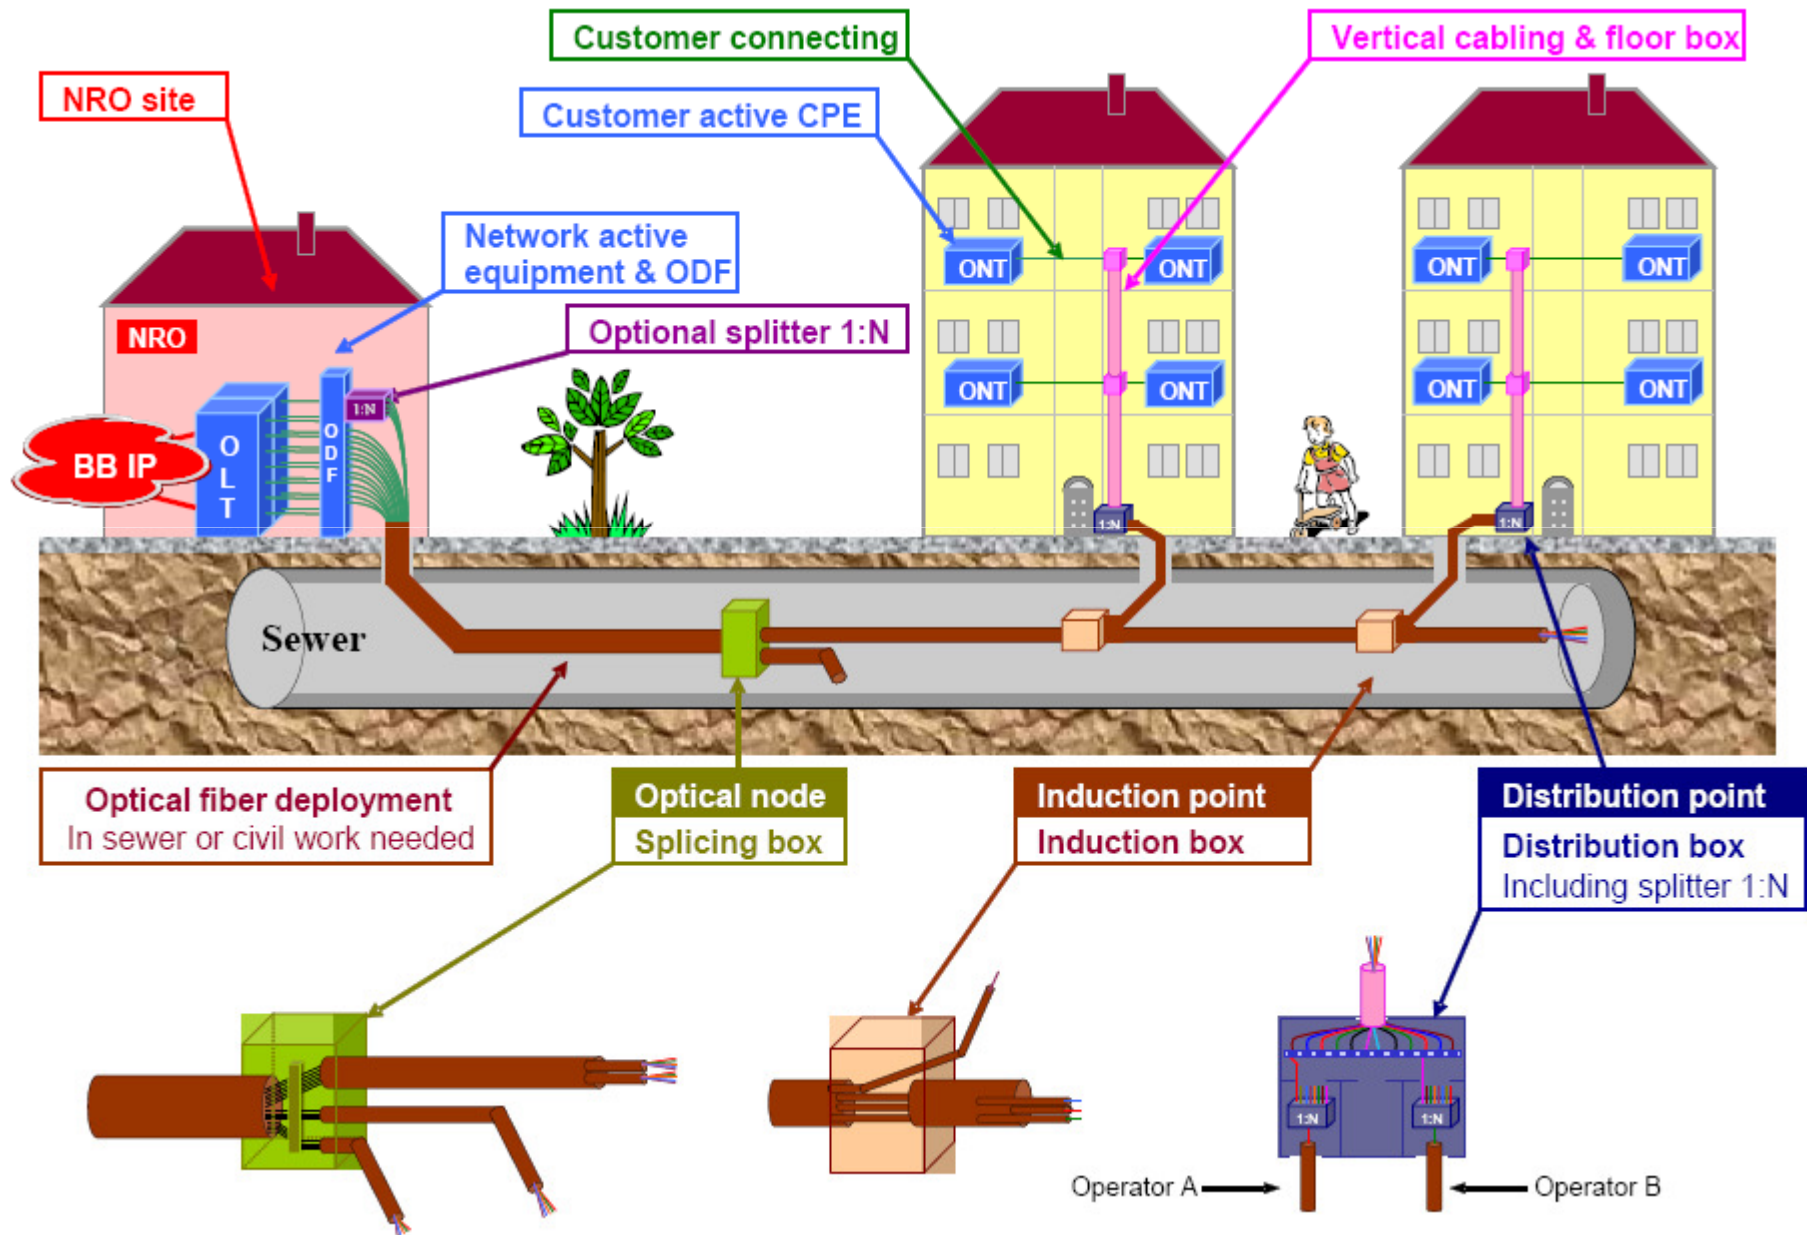 Customer connecting
Vertical cabling & floor box
NRO site
Customer active CPE
Network active
equipment & ODF
Optional splitter 1:N
NRO
1:N
OLT
ODF
BB IP
ONT
ONT
ONT
ONT
ONT
ONT
ONT
ONT
1:N
1:N
Sewer
Optical fiber deployment
In sewer or civil work needed
Optical node
Splicing box
Induction point
Induction box
Distribution point
Distribution box
Including splitter 1:N
1:N
1:N
Operator A
Operator B